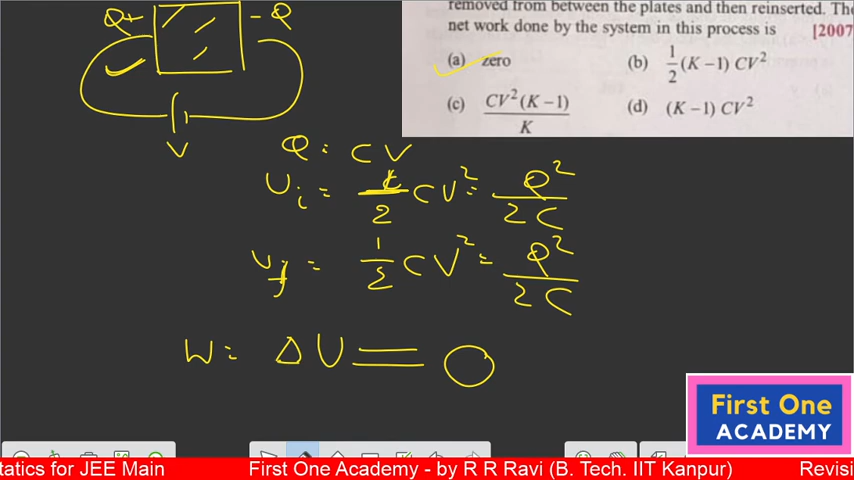 Q+
- Q
V
removed from between the plates and then reinserted. The
net work done by the system in this process is [2007
(a) zero
(b) 1/2 (K – 1) CV²
(c) CV²(K – 1)/K
(d) (K – 1) CV²
Q = CV
Ui = 1/2 CV² = Q²/2C
Uf = 1/2 CV² = Q²/2C
W = ΔU = 0
First One
ACADEMY
tatics for JEE Main First One Academy - by R R Ravi (B. Tech. IIT Kanpur) Revisi